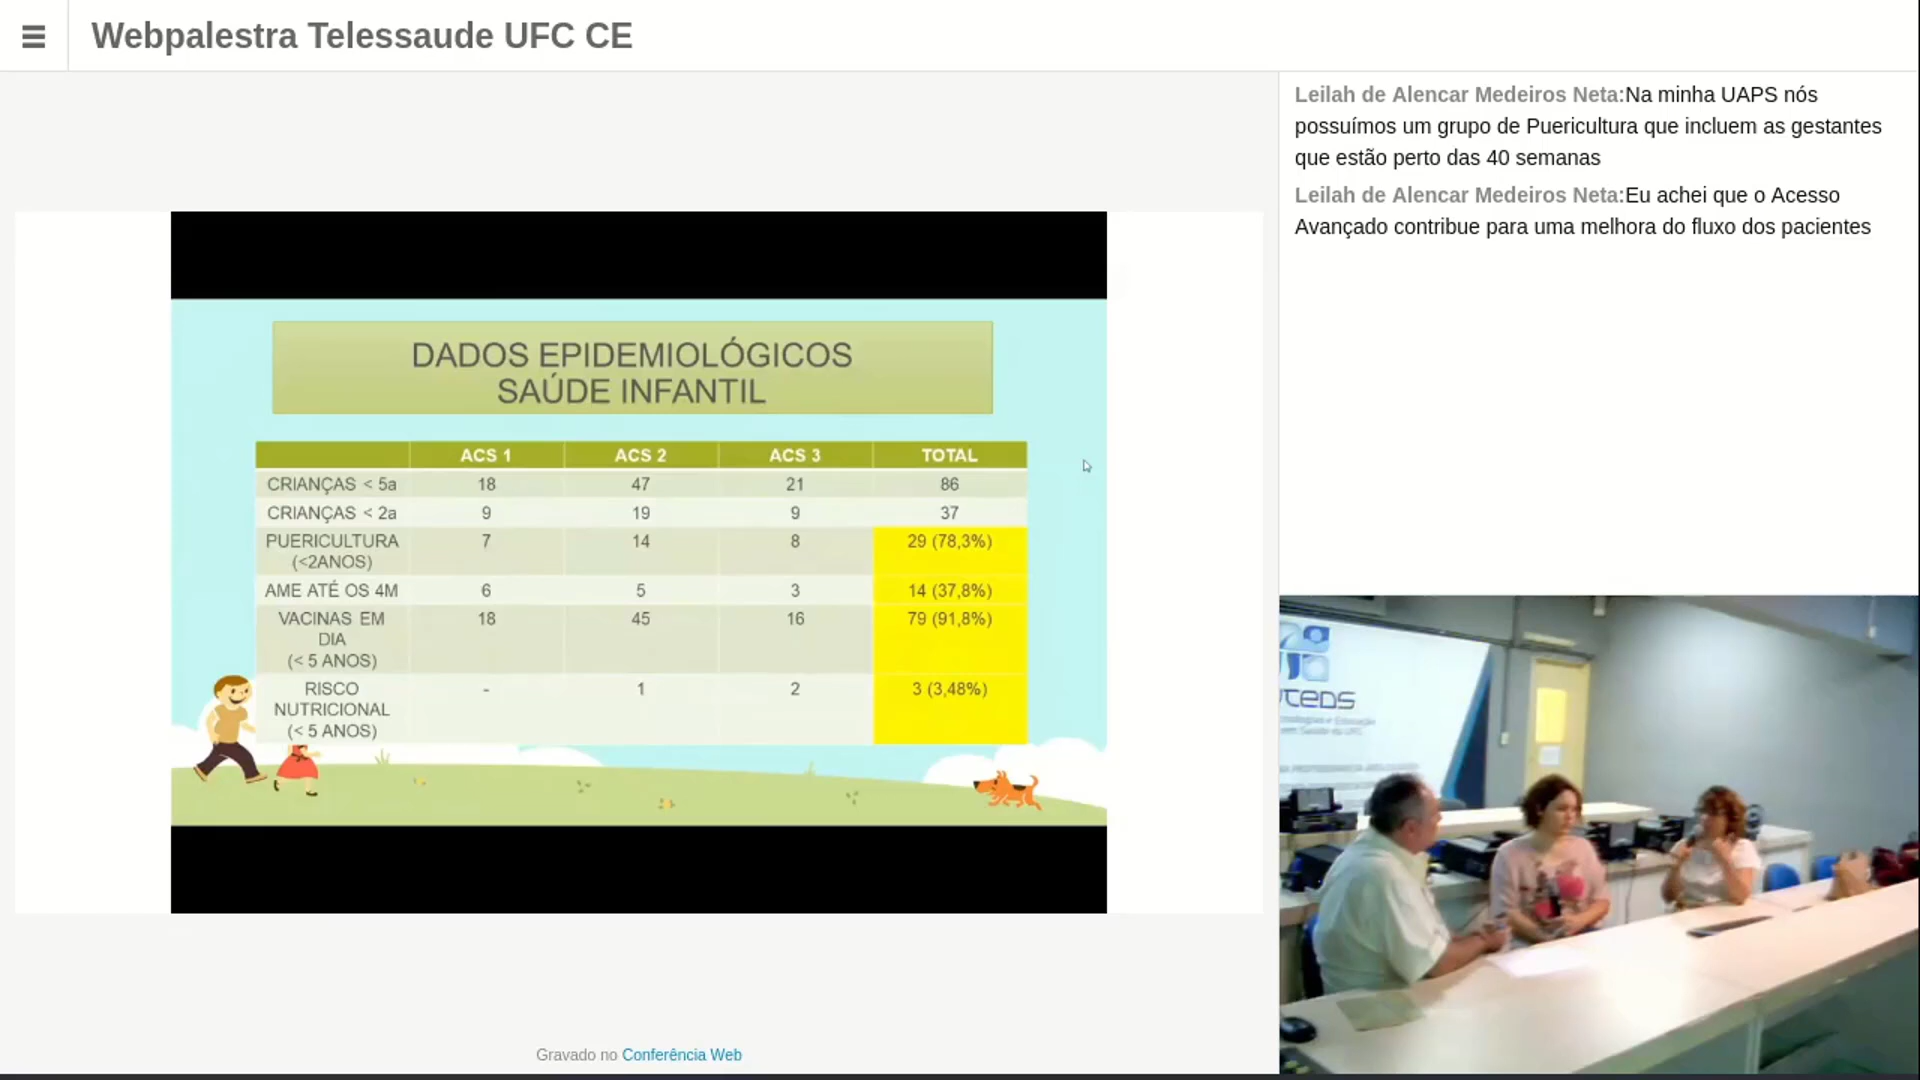 Webpalestra Telessaude UFC CE
Leilah de Alencar Medeiros Neta:Na minha UAPS nós
possuímos um grupo de Puericultura que incluem as gestantes
que estão perto das 40 semanas
Leilah de Alencar Medeiros Neta:Eu achei que o Acesso
Avançado contribue para uma melhora do fluxo dos pacientes
DADOS EPIDEMIOLÓGICOS
SAÚDE INFANTIL
ACS 1 ACS 2 ACS 3 TOTAL
CRIANÇAS < 5a 18 47 21 86
CRIANÇAS < 2a 9 19 9 37
PUERICULTURA 7 14 8 29 (78,3%)
(<2ANOS)
AME ATÉ OS 4M 6 5 3 14 (37,8%)
VACINAS EM 18 45 16 79 (91,8%)
DIA
(< 5 ANOS)
RISCO - 1 2 3 (3,48%)
NUTRICIONAL
(< 5 ANOS)
Gravado no Conferência Web